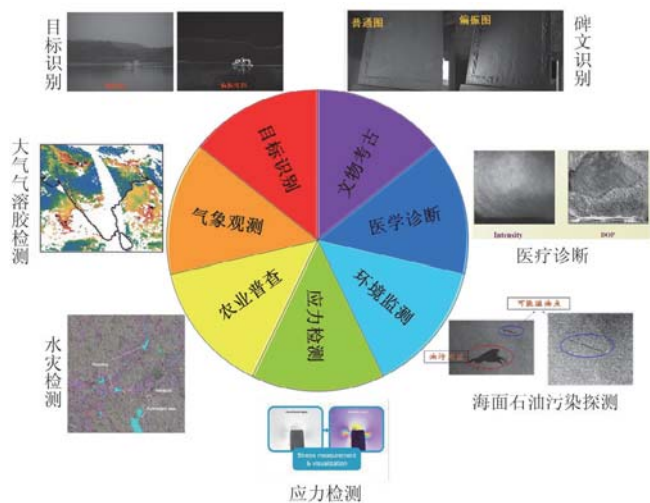 目标识别
普通图
偏振图
碑文识别
大气气溶胶检测
目标识别
文物考古
气象观测
医学诊断
农业普查
环境监测
应力检测
Intensity
DOP
医疗诊断
可能溢油点
水灾检测
海面石油污染探测
Stress measurement
& visualization
应力检测